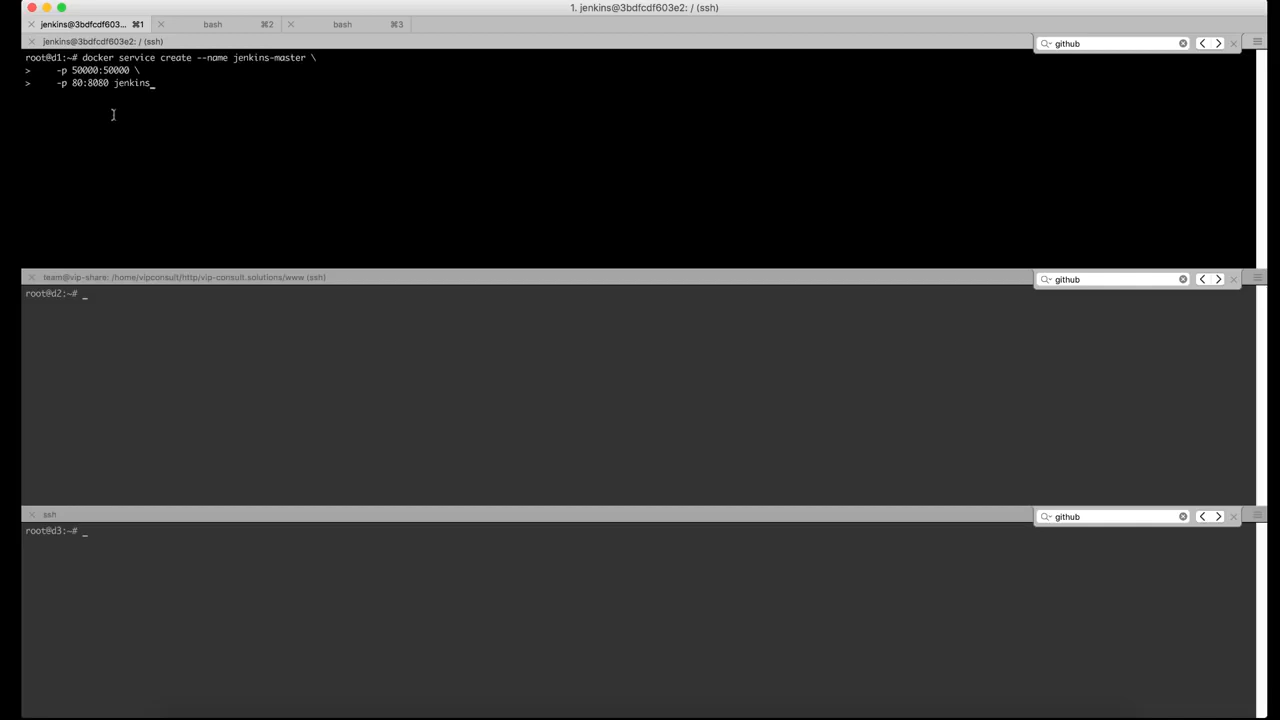 1. jenkins@3bdfcdf603e2: / (ssh)
jenkins@3bdfcdf603... ⌘1 bash ⌘2 bash ⌘3
jenkins@3bdfcdf603e2: / (ssh)
github
root@d1:~# docker service create --name jenkins-master \
> -p 50000:50000 \
> -p 80:8080 jenkins_
team@vip-share: /home/vipconsult/http/vip-consult.solutions/www (ssh)
github
root@d2:~# _
ssh
github
root@d3:~# _